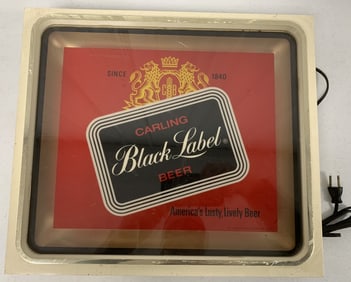 SINCE 1840
CARLING
Black Label®
BEER
America's Lusty, Lively Beer